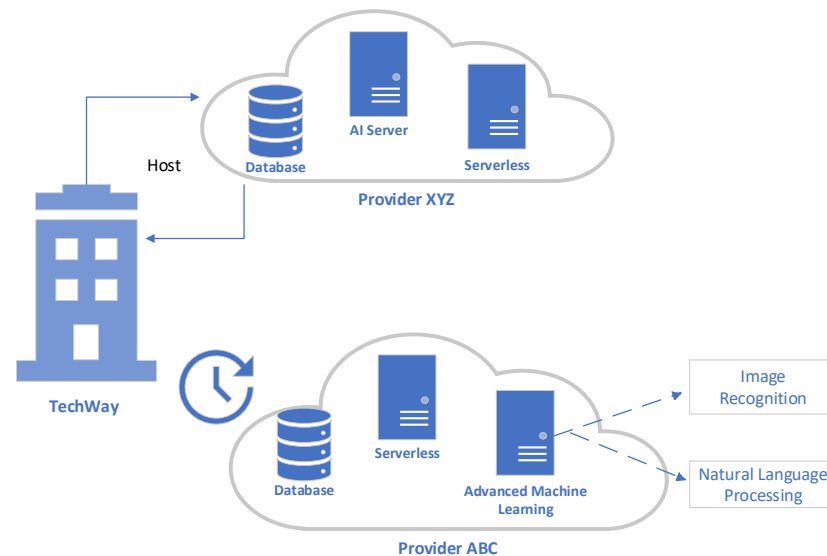 AI Server
Host
Database
Serverless
Provider XYZ
TechWay
Image
Recognition
Serverless
Database
Advanced Machine
Learning
Natural Language
Processing
Provider ABC